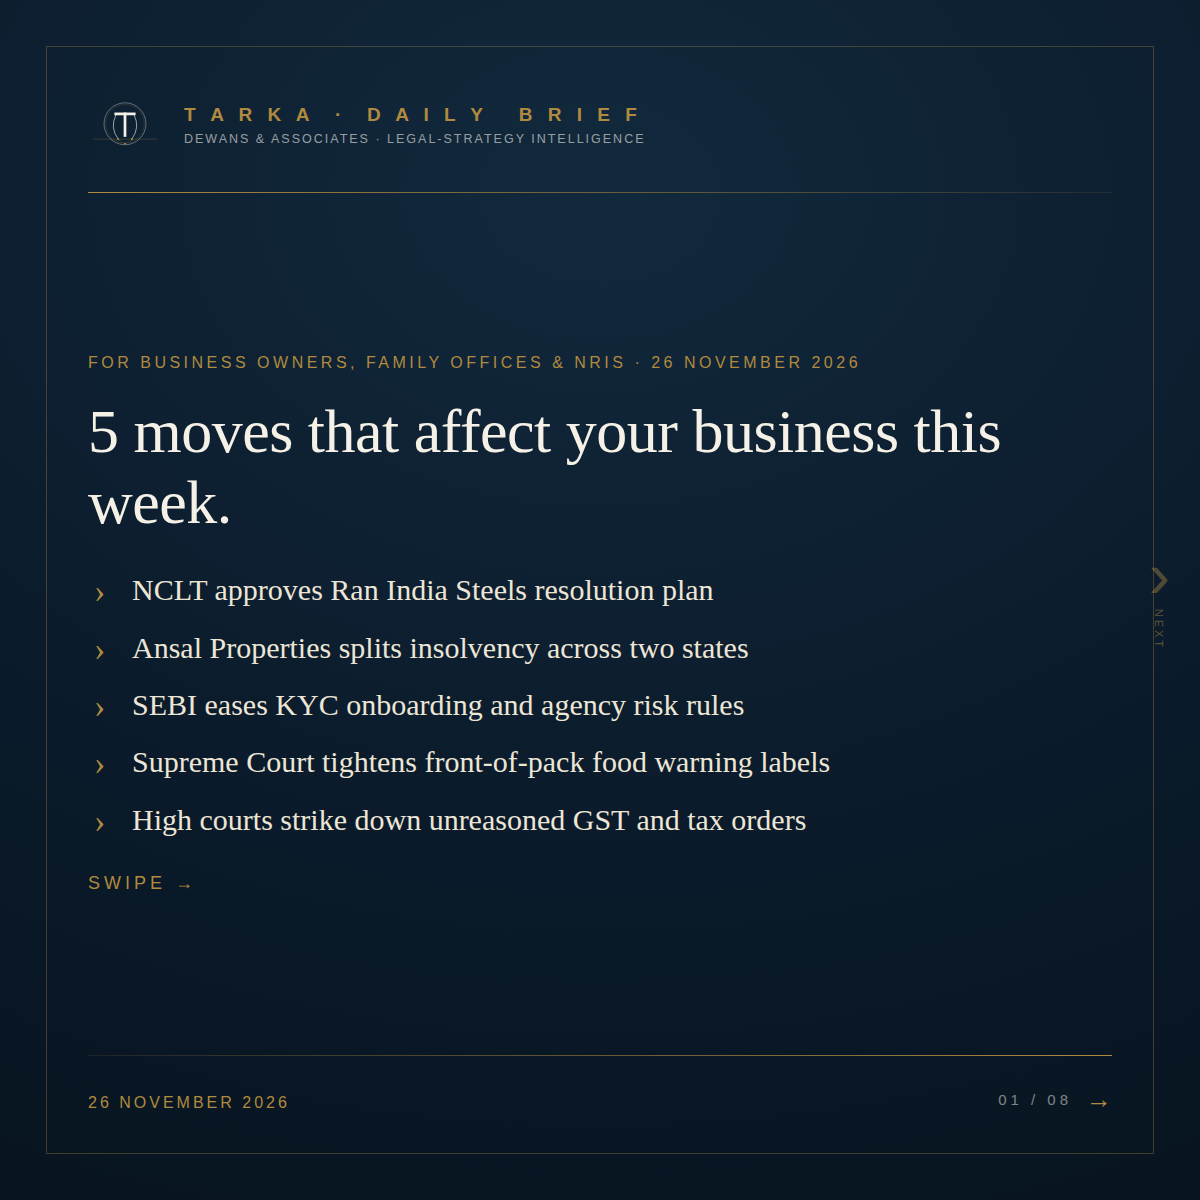 T
TARKA · DAILY BRIEF
DEWANS & ASSOCIATES · LEGAL-STRATEGY INTELLIGENCE
FOR BUSINESS OWNERS, FAMILY OFFICES & NRIS · 26 NOVEMBER 2026
5 moves that affect your business this
week.
› NCLT approves Ran India Steels resolution plan
› Ansal Properties splits insolvency across two states
› SEBI eases KYC onboarding and agency risk rules
› Supreme Court tightens front-of-pack food warning labels
› High courts strike down unreasoned GST and tax orders
› NEXT
SWIPE →
26 NOVEMBER 2026
01 / 08 →